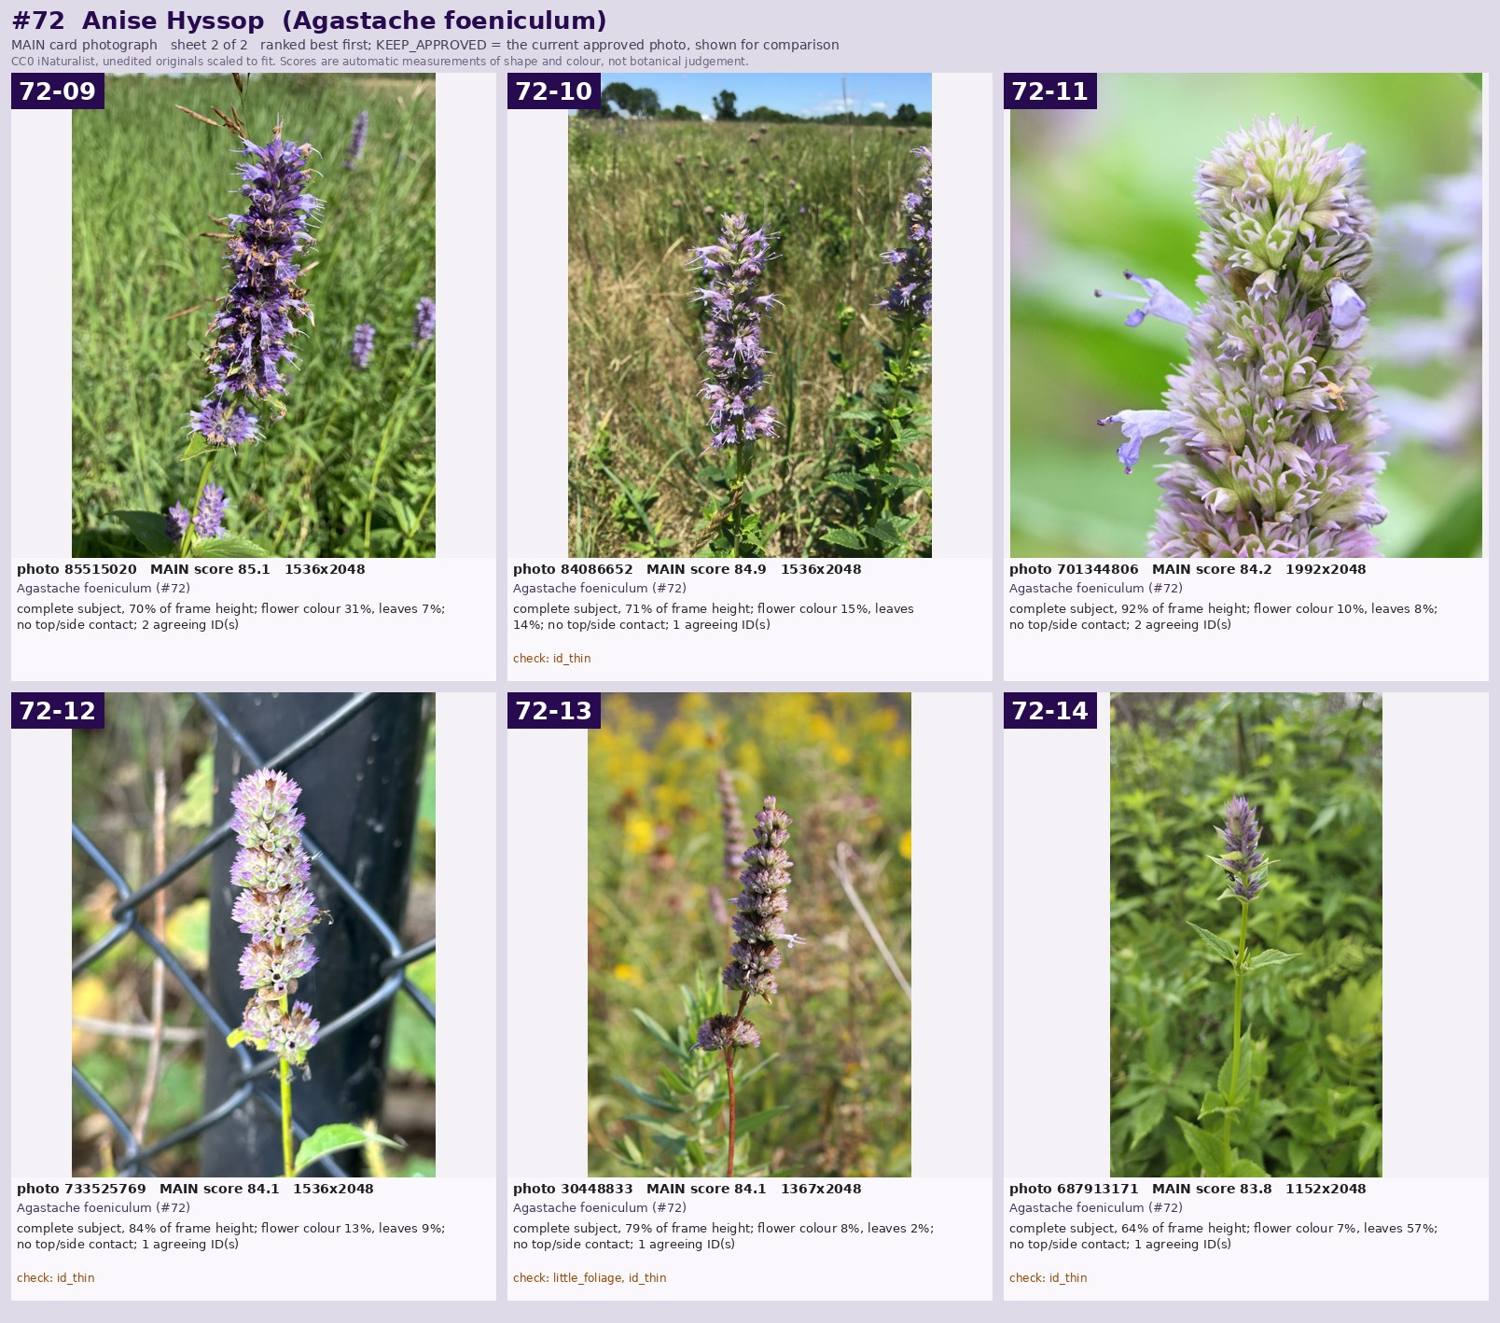 #72 Anise Hyssop (Agastache foeniculum)
MAIN card photograph sheet 2 of 2 ranked best first; KEEP_APPROVED = the current approved photo, shown for comparison
CC0 iNaturalist, unedited originals scaled to fit. Scores are automatic measurements of shape and colour, not botanical judgement.
72-09
photo 85515020 MAIN score 85.1 1536x2048
Agastache foeniculum (#72)
complete subject, 70% of frame height; flower colour 31%, leaves 7%;
no top/side contact; 2 agreeing ID(s)
72-10
photo 84086652 MAIN score 84.9 1536x2048
Agastache foeniculum (#72)
complete subject, 71% of frame height; flower colour 15%, leaves
14%; no top/side contact; 1 agreeing ID(s)
check: id_thin
72-11
photo 701344806 MAIN score 84.2 1992x2048
Agastache foeniculum (#72)
complete subject, 92% of frame height; flower colour 10%, leaves 8%;
no top/side contact; 2 agreeing ID(s)
72-12
photo 733525769 MAIN score 84.1 1536x2048
Agastache foeniculum (#72)
complete subject, 84% of frame height; flower colour 13%, leaves 9%;
no top/side contact; 1 agreeing ID(s)
check: id_thin
72-13
photo 30448833 MAIN score 84.1 1367x2048
Agastache foeniculum (#72)
complete subject, 79% of frame height; flower colour 8%, leaves 2%;
no top/side contact; 1 agreeing ID(s)
check: little_foliage, id_thin
72-14
photo 687913171 MAIN score 83.8 1152x2048
Agastache foeniculum (#72)
complete subject, 64% of frame height; flower colour 7%, leaves 57%;
no top/side contact; 1 agreeing ID(s)
check: id_thin